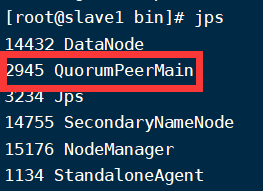 [root@slave1 bin]# jps
14432 DataNode
2945 QuorumPeerMain
3234 Jps
14755 SecondaryNameNode
15176 NodeManager
1134 StandaloneAgent